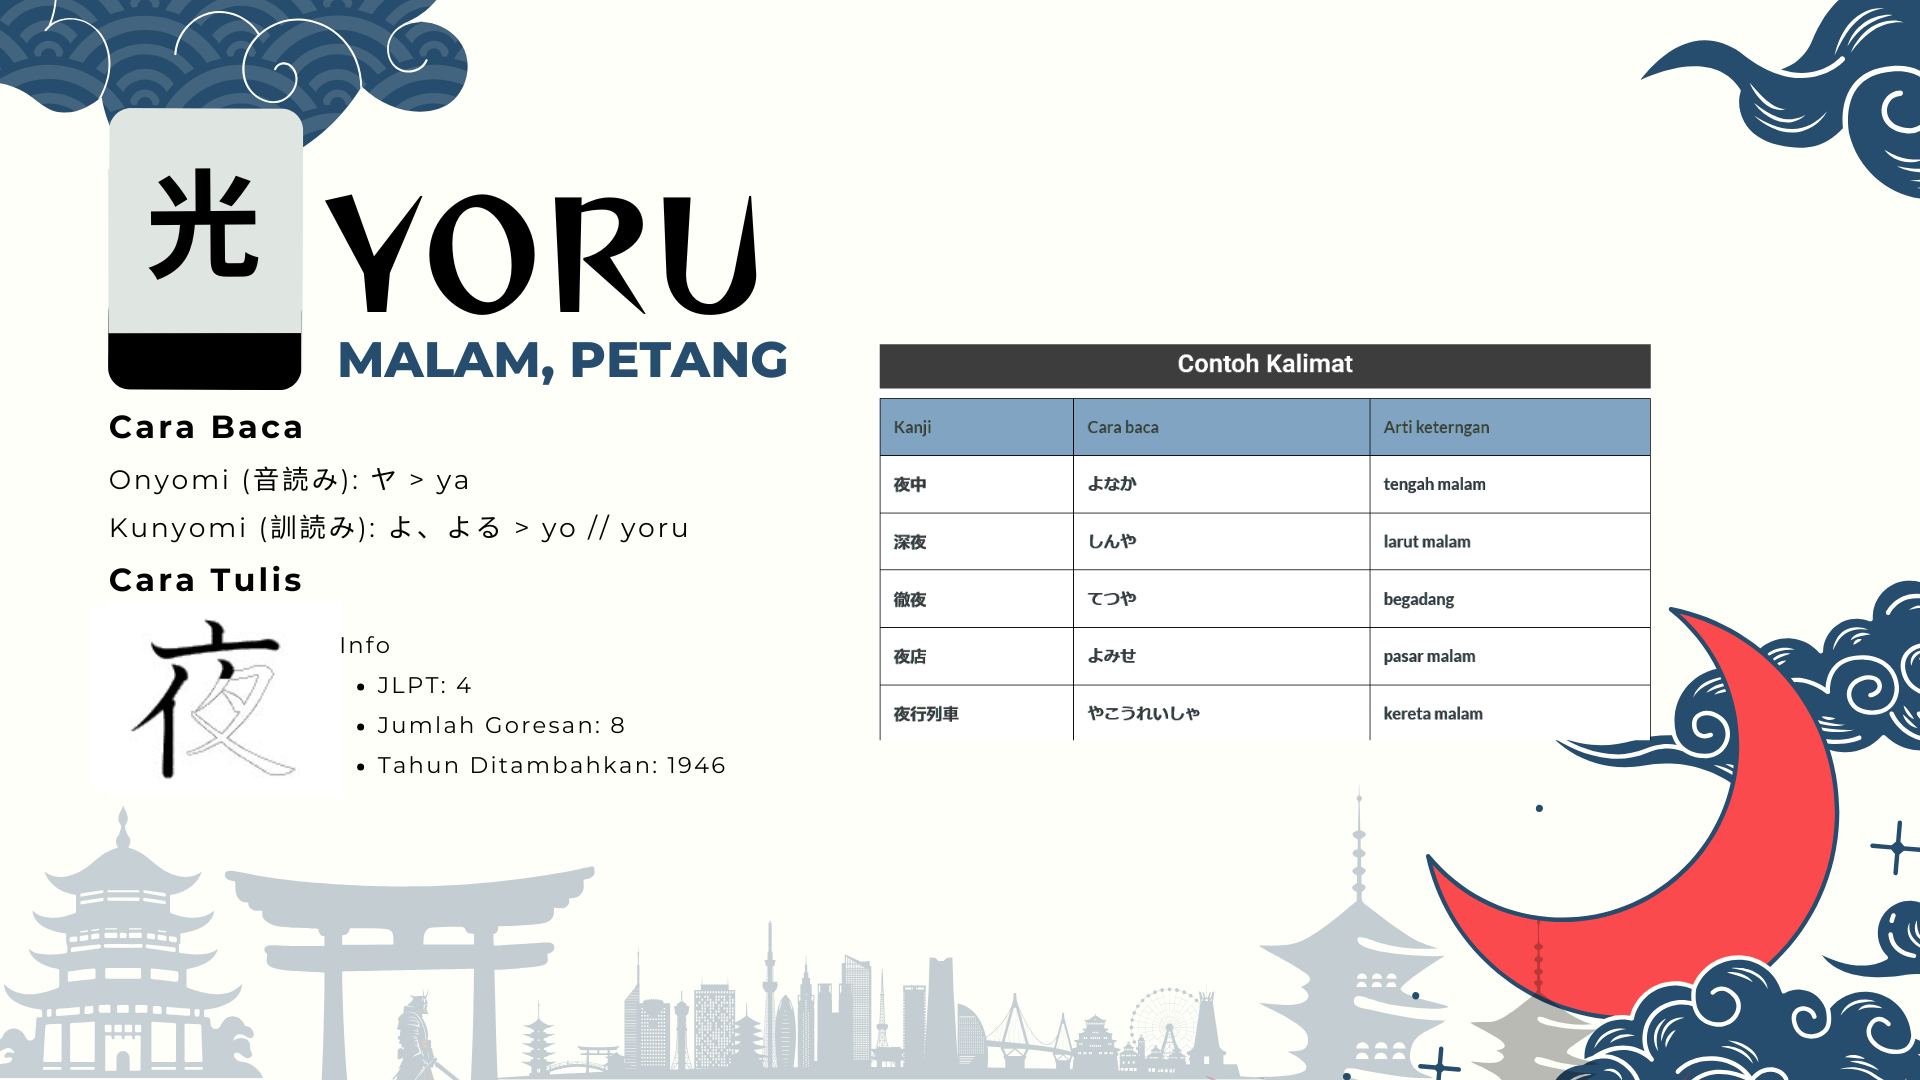 光
YORU
MALAM, PETANG
Cara Baca
Onyomi (音読み): ヤ > ya
Kunyomi (訓読み): よ、よる > yo // yoru
Cara Tulis
夜
Info
JLPT: 4
Jumlah Goresan: 8
Tahun Ditambahkan: 1946
Contoh Kalimat
Kanji Cara baca Arti keterngan
夜中 よなか tengah malam
深夜 しんや larut malam
徹夜 てつや begadang
夜店 よみせ pasar malam
夜行列車 やこうれいしゃ kereta malam